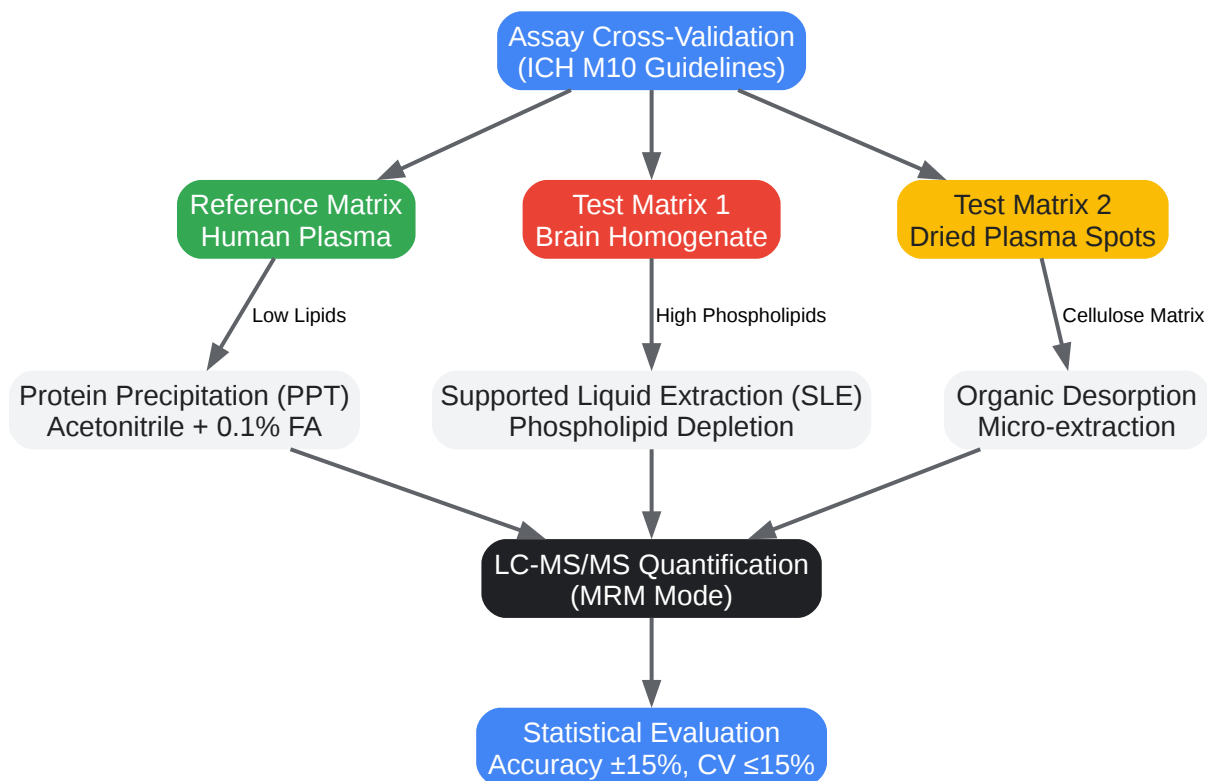 Assay Cross-Validation
(ICH M10 Guidelines)
Reference Matrix
Human Plasma
Test Matrix 1
Brain Homogenate
Test Matrix 2
Dried Plasma Spots
Low Lipids
High Phospholipids
Cellulose Matrix
Protein Precipitation (PPT)
Acetonitrile + 0.1% FA
Supported Liquid Extraction (SLE)
Phospholipid Depletion
Organic Desorption
Micro-extraction
LC-MS/MS Quantification
(MRM Mode)
Statistical Evaluation
Accuracy ±15%, CV ≤15%